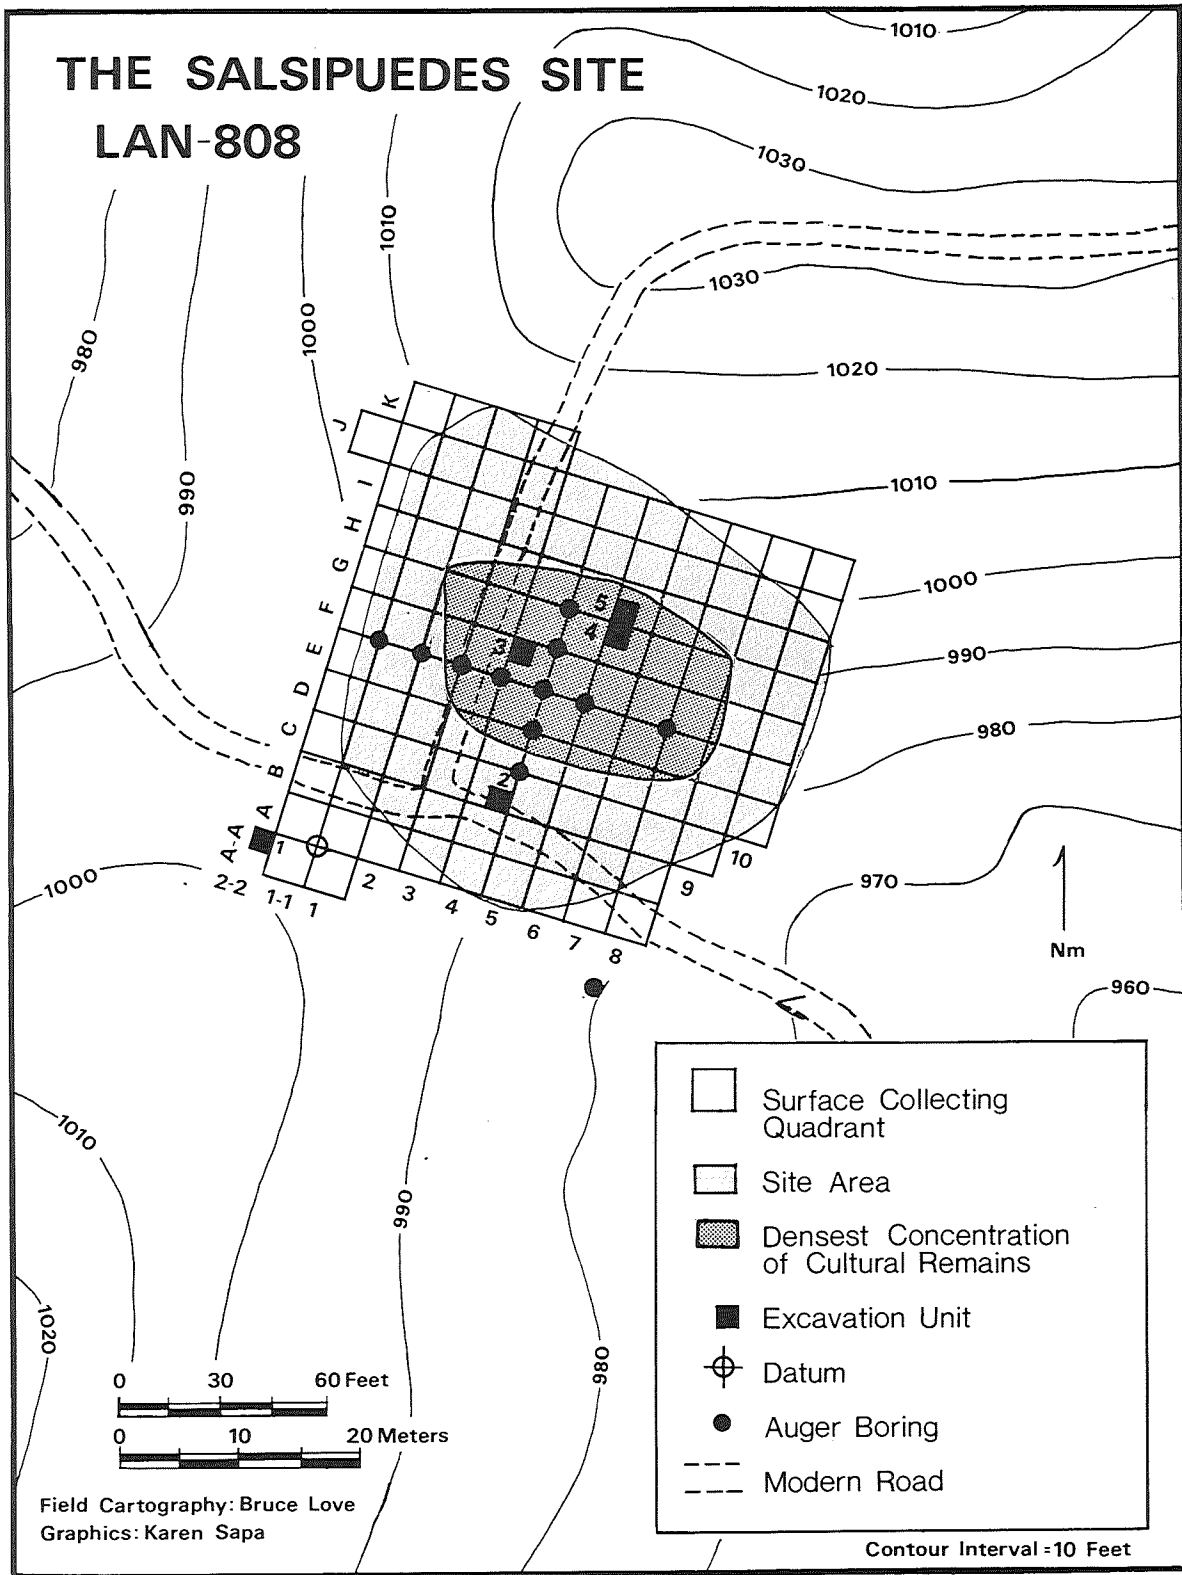 THE SALSIPUEDES SITE
LAN-808
1010
1020
1030
1010
1030
1000
980
1020
K
J
990
I
1010
H
G
1000
F
5
4
E
3
990
D
980
C
B
2
A
A-A
1
10
1000
2-2
1-1
1
2
3
4
5
6
7
8
9
970
Nm
960
1010
990
1020
980
Surface Collecting
Quadrant
Site Area
Densest Concentration
of Cultural Remains
Excavation Unit
Datum
Auger Boring
Modern Road
0 30 60 Feet
0 10 20 Meters
Field Cartography: Bruce Love
Graphics: Karen Sapa
Contour Interval = 10 Feet